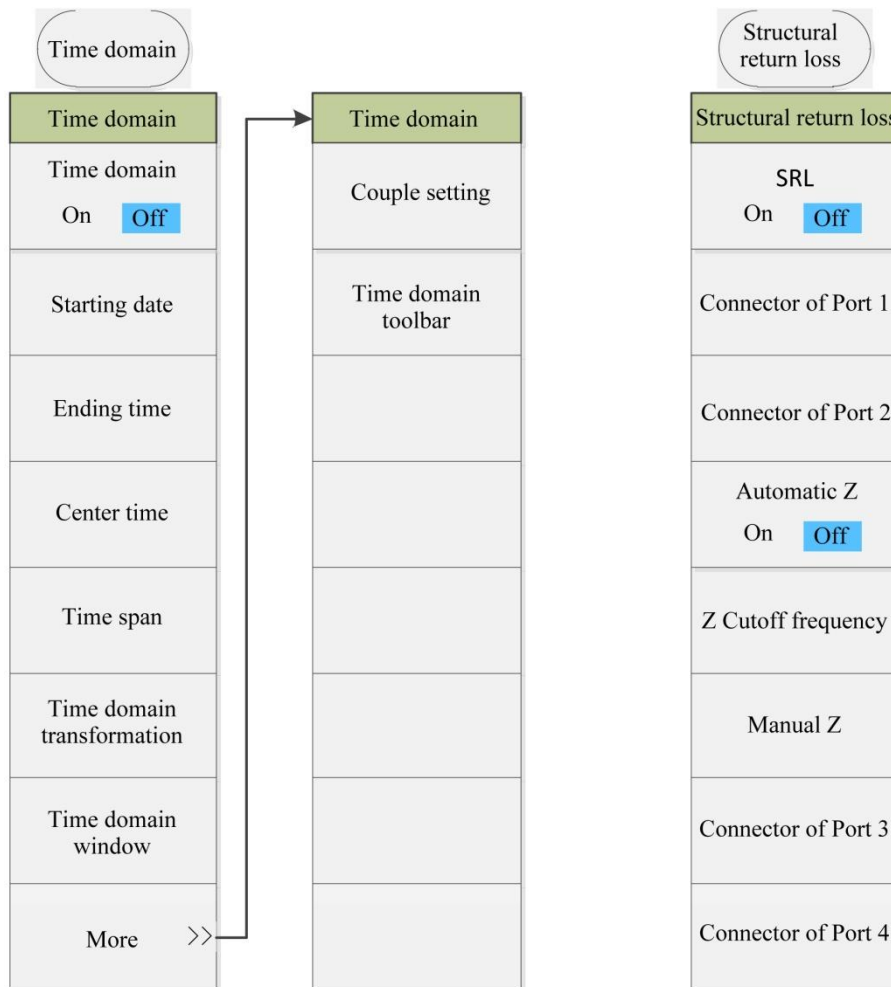 Time domain
Time domain
Time domain
On Off
Starting date
Ending time
Center time
Time span
Time domain
transformation
Time domain
window
More >>
Time domain
Couple setting
Time domain
toolbar
Structural
return loss
Structural return loss
SRL
On Off
Connector of Port 1
Connector of Port 2
Automatic Z
On Off
Z Cutoff frequency
Manual Z
Connector of Port 3
Connector of Port 4